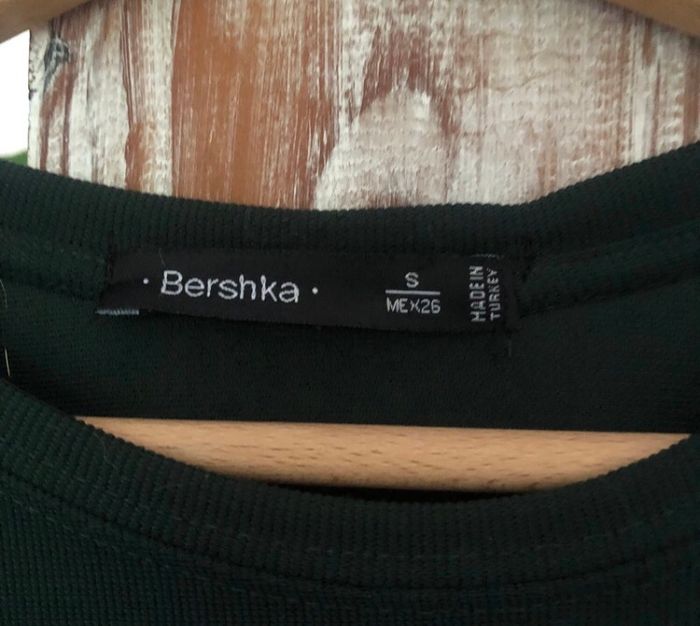 · Bershka ·
S
MEX26
MADE IN
TURKEY